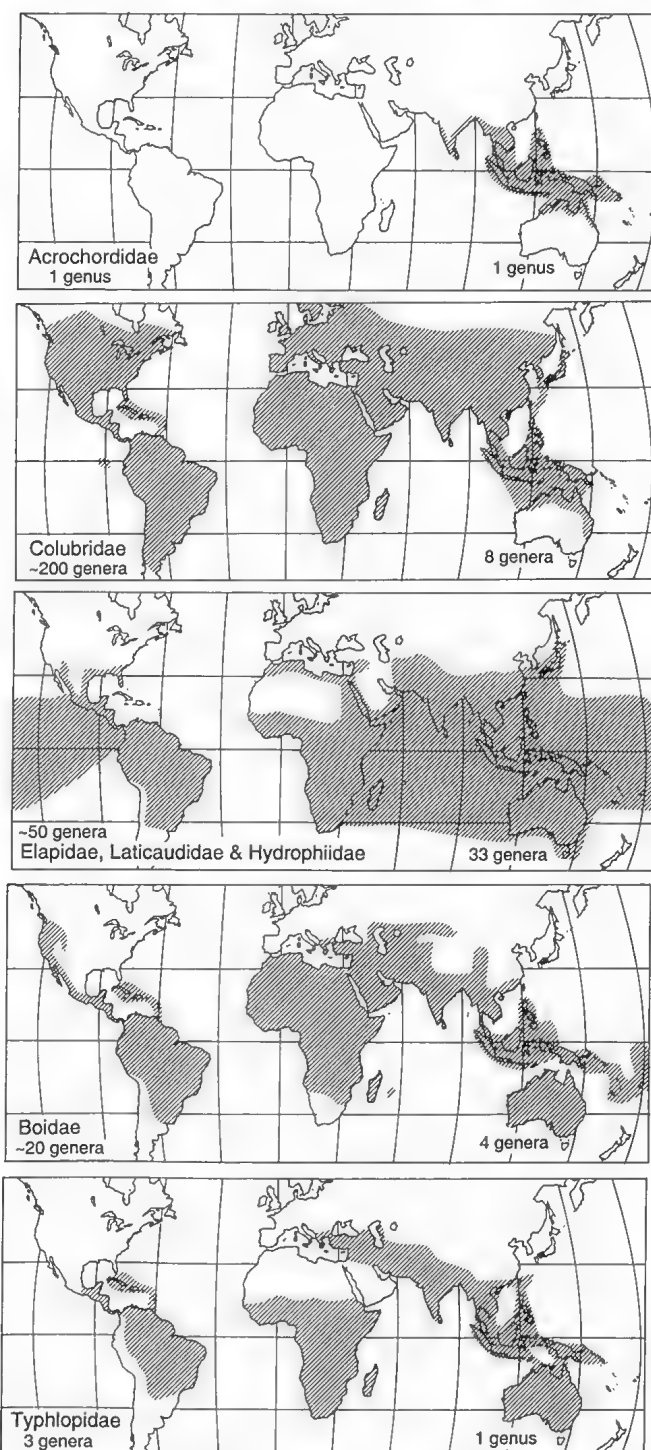 Acrochordidae
1 genus
1 genus
Colubridae
~200 genera
8 genera
~50 genera
Elapidae, Laticaudidae & Hydrophiidae
33 genera
Boidae
~20 genera
4 genera
Typhlopidae
3 genera
1 genus